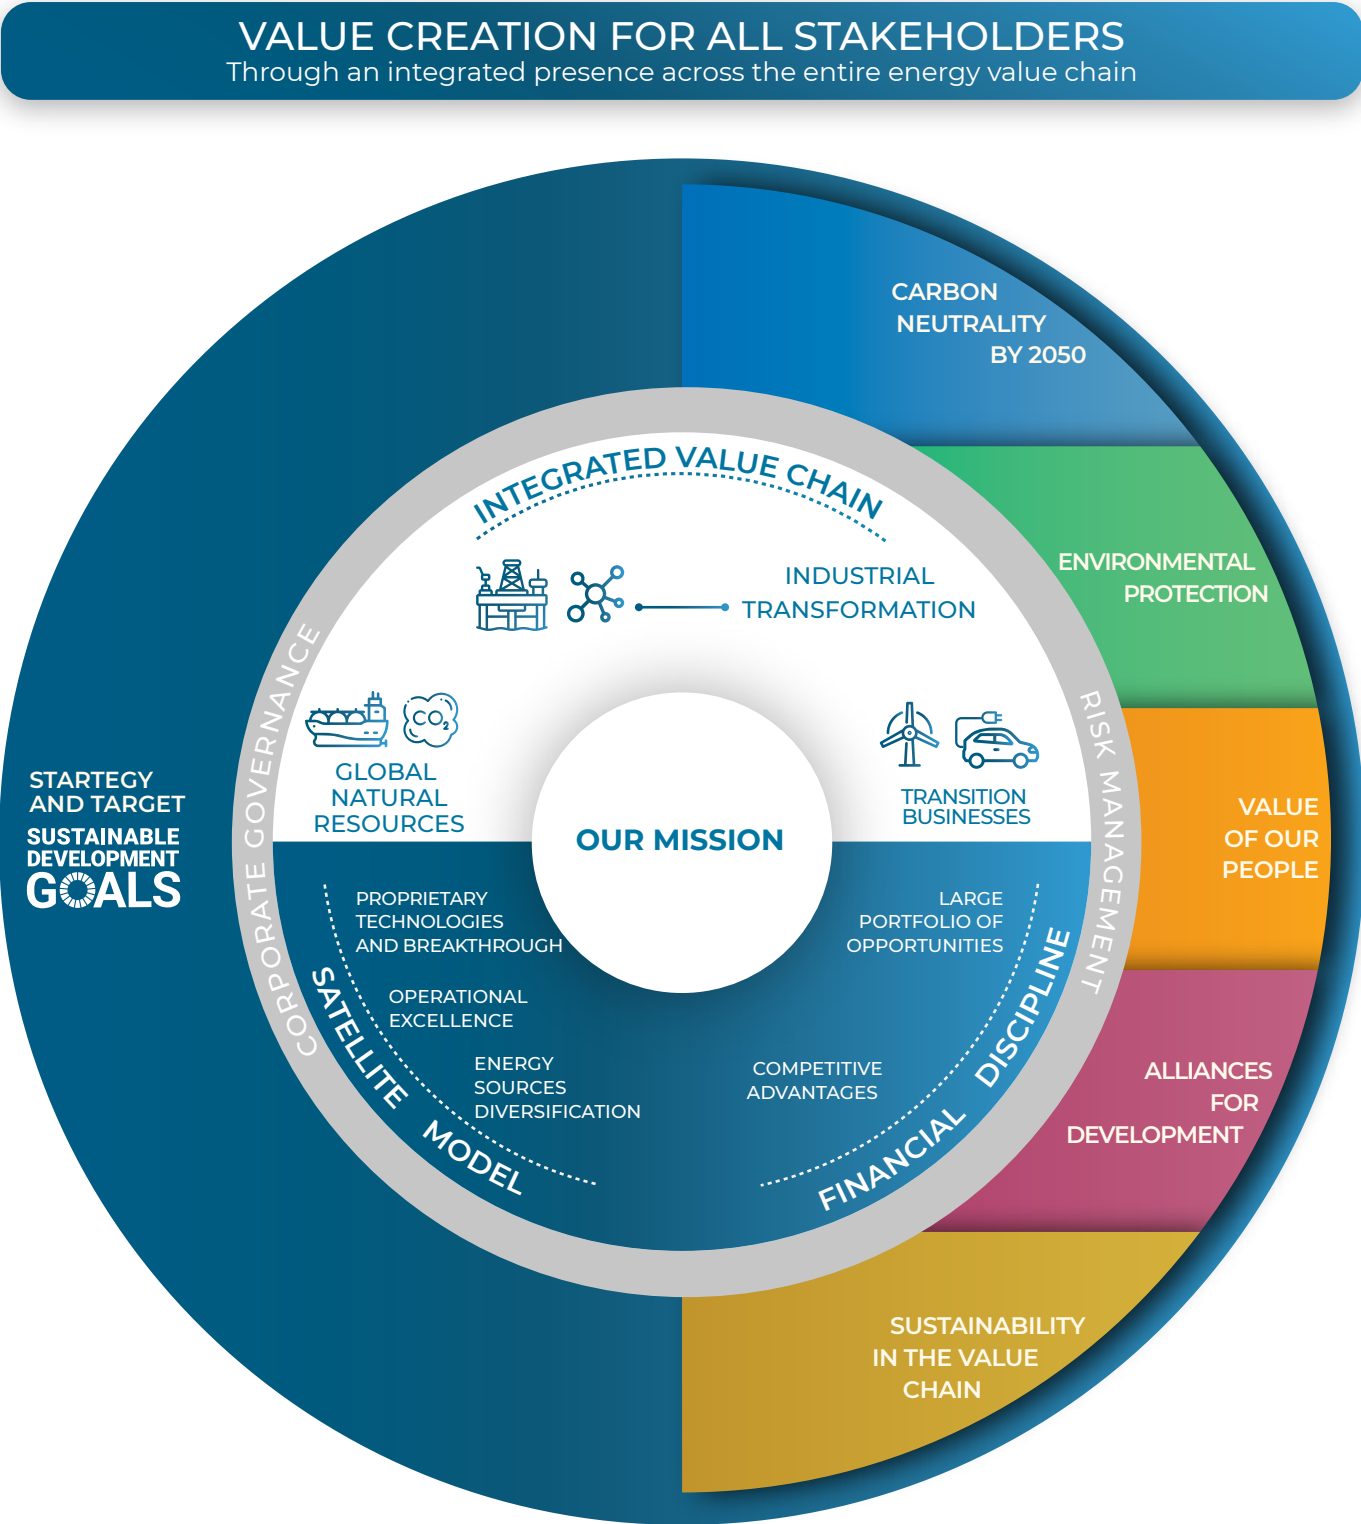 VALUE CREATION FOR ALL STAKEHOLDERS
Through an integrated presence across the entire energy value chain
CARBON
NEUTRALITY
BY 2050
ENVIRONMENTAL
PROTECTION
VALUE
OF OUR
PEOPLE
ALLIANCES
FOR
DEVELOPMENT
SUSTAINABILITY
IN THE VALUE
CHAIN
STARTEGY
AND TARGET
SUSTAINABLE
DEVELOPMENT
GOALS
CORPORATE GOVERNANCE
RISK MANAGEMENT
INTEGRATED VALUE CHAIN
INDUSTRIAL
TRANSFORMATION
CO2
GLOBAL
NATURAL
RESOURCES
TRANSITION
BUSINESSES
OUR MISSION
PROPRIETARY
TECHNOLOGIES
AND BREAKTHROUGH
OPERATIONAL
EXCELLENCE
ENERGY
SOURCES
DIVERSIFICATION
SATELLITE MODEL
LARGE
PORTFOLIO OF
OPPORTUNITIES
COMPETITIVE
ADVANTAGES
FINANCIAL DISCIPLINE